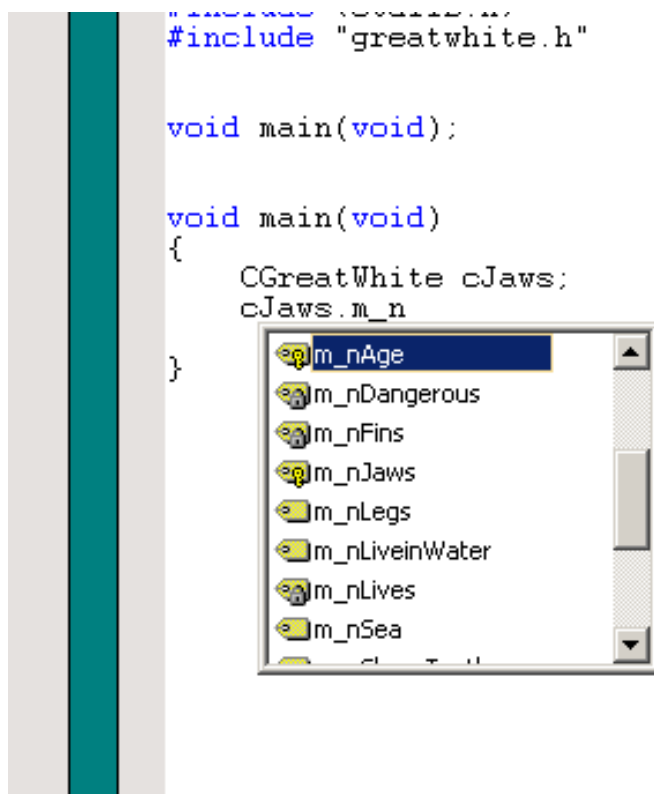 #include "greatwhite.h"
void main(void);
void main(void)
{
CGreatWhite cJaws;
cJaws.m_n
m_nAge
m_nDangerous
m_nFins
m_nJaws
m_nLegs
m_nLiveinWater
m_nLives
m_nSea
}